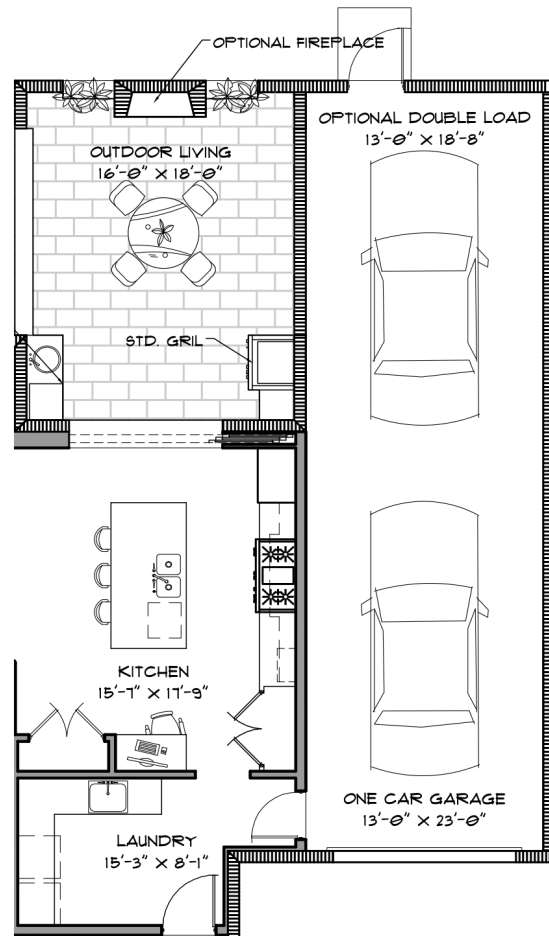 OPTIONAL FIREPLACE
OPTIONAL DOUBLE LOAD
13'-0" X 18'-8"
OUTDOOR LIVING
16'-0" X 18'-0"
STD. GRIL
KITCHEN
15'-7" X 17'-9"
ONE CAR GARAGE
13'-0" X 23'-0"
LAUNDRY
15'-3" X 8'-1"